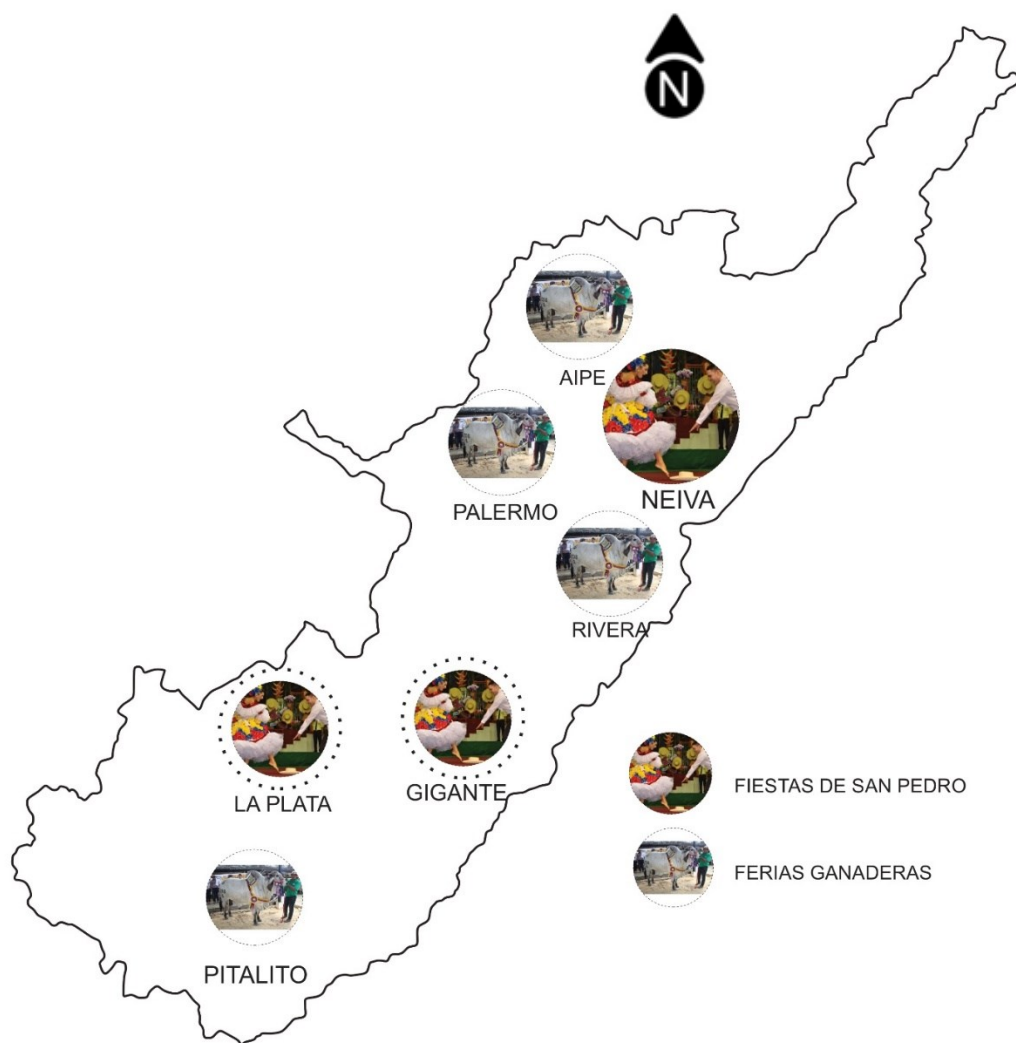 N
AIPE
NEIVA
PALERMO
RIVERA
LA PLATA
GIGANTE
FIESTAS DE SAN PEDRO
FERIAS GANADERAS
PITALITO